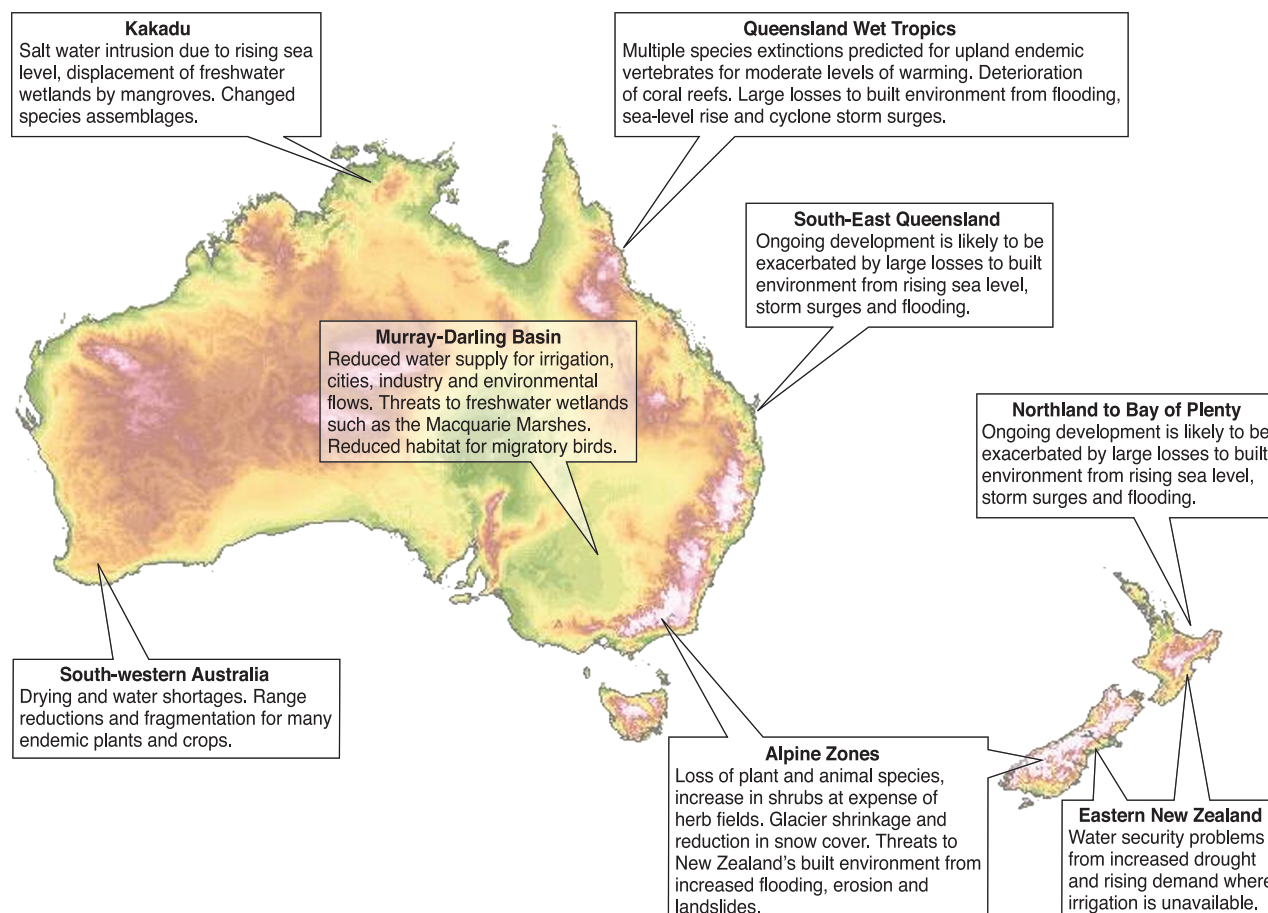 Kakadu
Salt water intrusion due to rising sea
level, displacement of freshwater
wetlands by mangroves. Changed
species assemblages.
Queensland Wet Tropics
Multiple species extinctions predicted for upland endemic
vertebrates for moderate levels of warming. Deterioration
of coral reefs. Large losses to built environment from flooding,
sea-level rise and cyclone storm surges.
South-East Queensland
Ongoing development is likely to be
exacerbated by large losses to built
environment from rising sea level,
storm surges and flooding.
Murray-Darling Basin
Reduced water supply for irrigation,
cities, industry and environmental
flows. Threats to freshwater wetlands
such as the Macquarie Marshes.
Reduced habitat for migratory birds.
Northland to Bay of Plenty
Ongoing development is likely to be
exacerbated by large losses to built
environment from rising sea level,
storm surges and flooding.
South-western Australia
Drying and water shortages. Range
reductions and fragmentation for many
endemic plants and crops.
Alpine Zones
Loss of plant and animal species,
increase in shrubs at expense of
herb fields. Glacier shrinkage and
reduction in snow cover. Threats to
New Zealand's built environment from
increased flooding, erosion and
landslides.
Eastern New Zealand
Water security problems
from increased drought
and rising demand where
irrigation is unavailable.